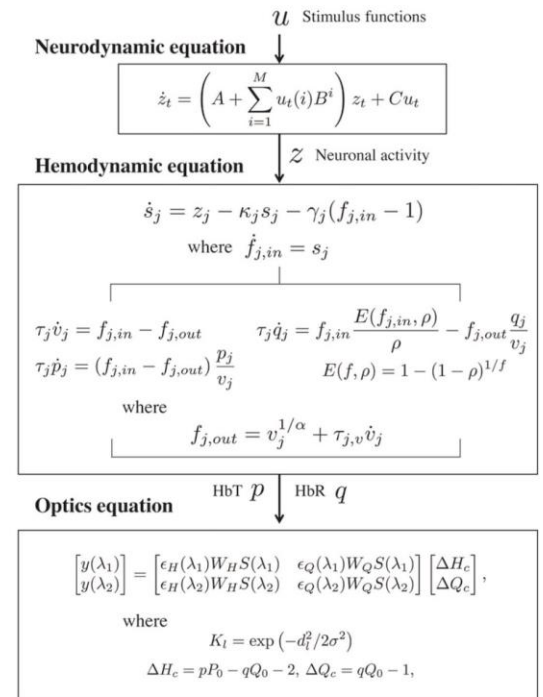 u Stimulus functions
Neurodynamic equation
ż_t = (A + \sum_{i=1}^{M} u_t(i)B^i) z_t + Cu_t
z Neuronal activity
Hemodynamic equation
ṡ_j = z_j − κ_j s_j − γ_j(f_{j,in} − 1)
where ḟ_{j,in} = s_j
τ_j v̇_j = f_{j,in} − f_{j,out}    τ_j q̇_j = f_{j,in} \frac{E(f_{j,in}, ρ)}{ρ} − f_{j,out} \frac{q_j}{v_j}
τ_j ṗ_j = (f_{j,in} − f_{j,out}) \frac{p_j}{v_j}    E(f, ρ) = 1 − (1 − ρ)^{1/f}
where
f_{j,out} = v_j^{1/α} + τ_{j,v} v̇_j
HbT p    HbR q
Optics equation
[y(λ_1)] = [ϵ_H(λ_1)W_H S(λ_1)  ϵ_Q(λ_1)W_Q S(λ_1)] [ΔH_c]
[y(λ_2)]   [ϵ_H(λ_2)W_H S(λ_2)  ϵ_Q(λ_2)W_Q S(λ_2)] [ΔQ_c],
where
K_l = exp (−d_l^2/2σ^2)
ΔH_c = pP_0 − qQ_0 − 2, ΔQ_c = qQ_0 − 1,